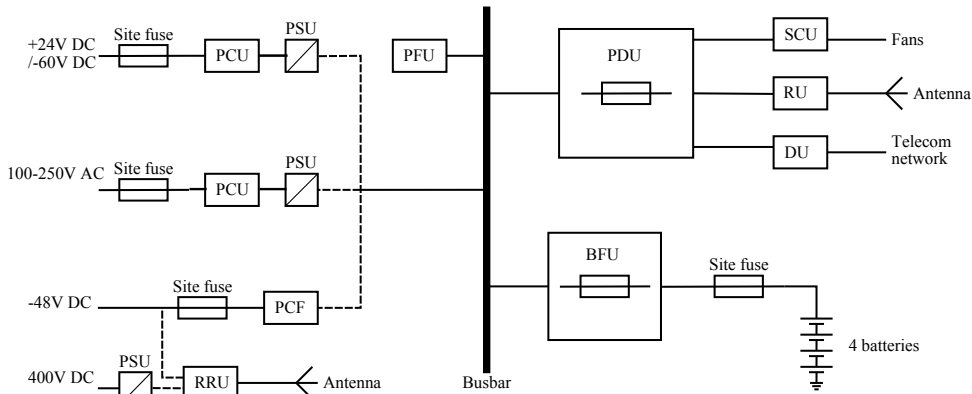 +24V DC
/-60V DC
Site fuse
PCU
PSU
PFU
PDU
SCU
Fans
RU
Antenna
DU
Telecom
network
100-250V AC
Site fuse
PCU
PSU
BFU
Site fuse
4 batteries
-48V DC
Site fuse
PCF
400V DC
PSU
RRU
Antenna
Busbar